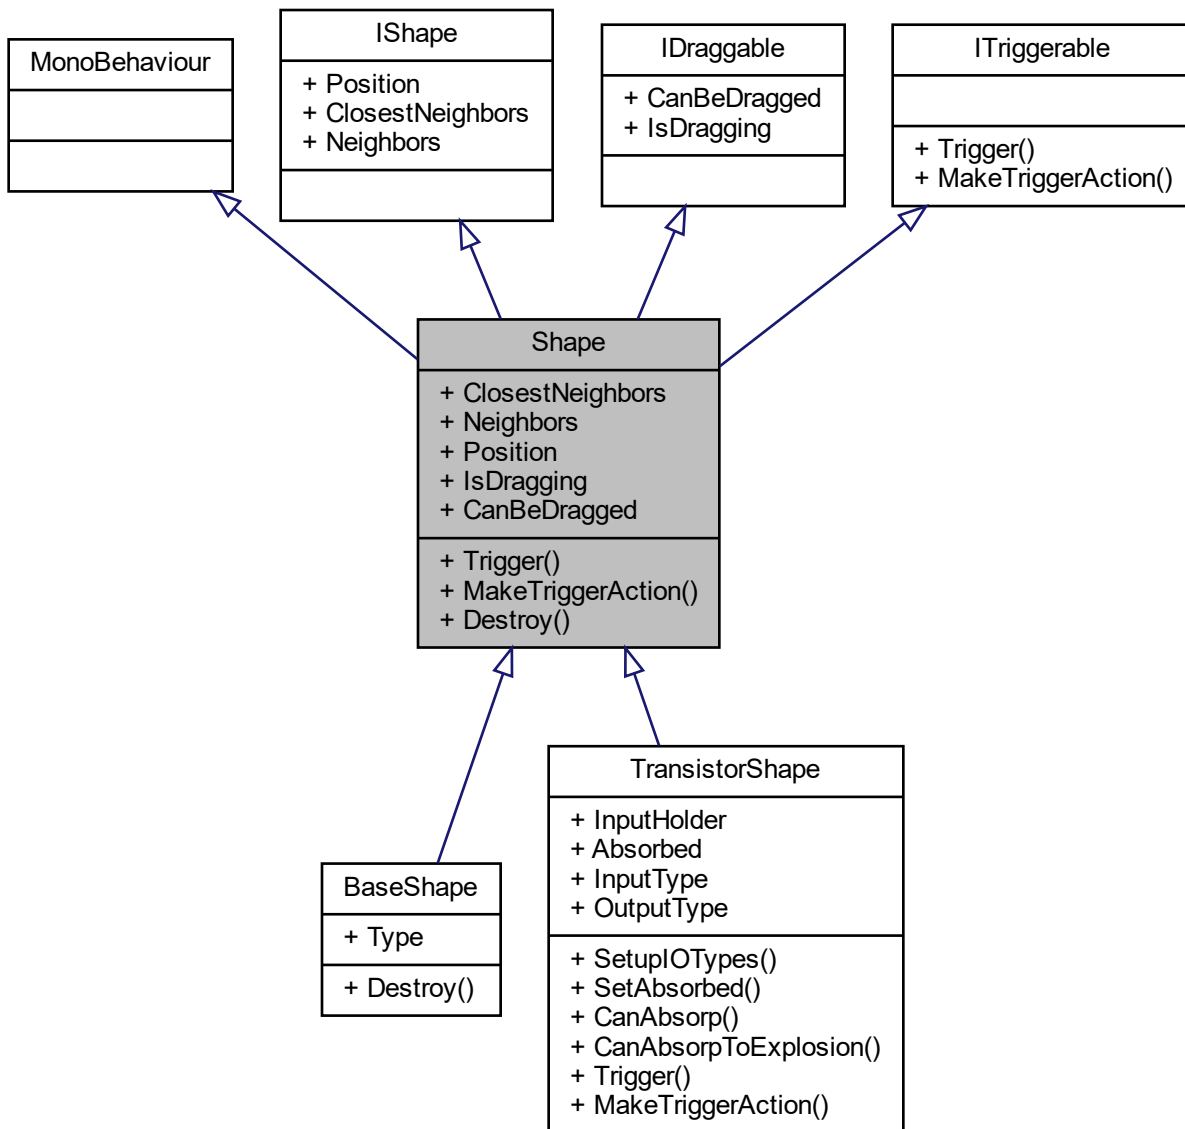 MonoBehaviour
IShape
+ Position
+ ClosestNeighbors
+ Neighbors
IDraggable
+ CanBeDragged
+ IsDragging
ITriggerable
+ Trigger()
+ MakeTriggerAction()
Shape
+ ClosestNeighbors
+ Neighbors
+ Position
+ IsDragging
+ CanBeDragged
+ Trigger()
+ MakeTriggerAction()
+ Destroy()
BaseShape
+ Type
+ Destroy()
TransistorShape
+ InputHolder
+ Absorbed
+ InputType
+ OutputType
+ SetupIOTypes()
+ SetAbsorbed()
+ CanAbsorp()
+ CanAbsorpToExplosion()
+ Trigger()
+ MakeTriggerAction()